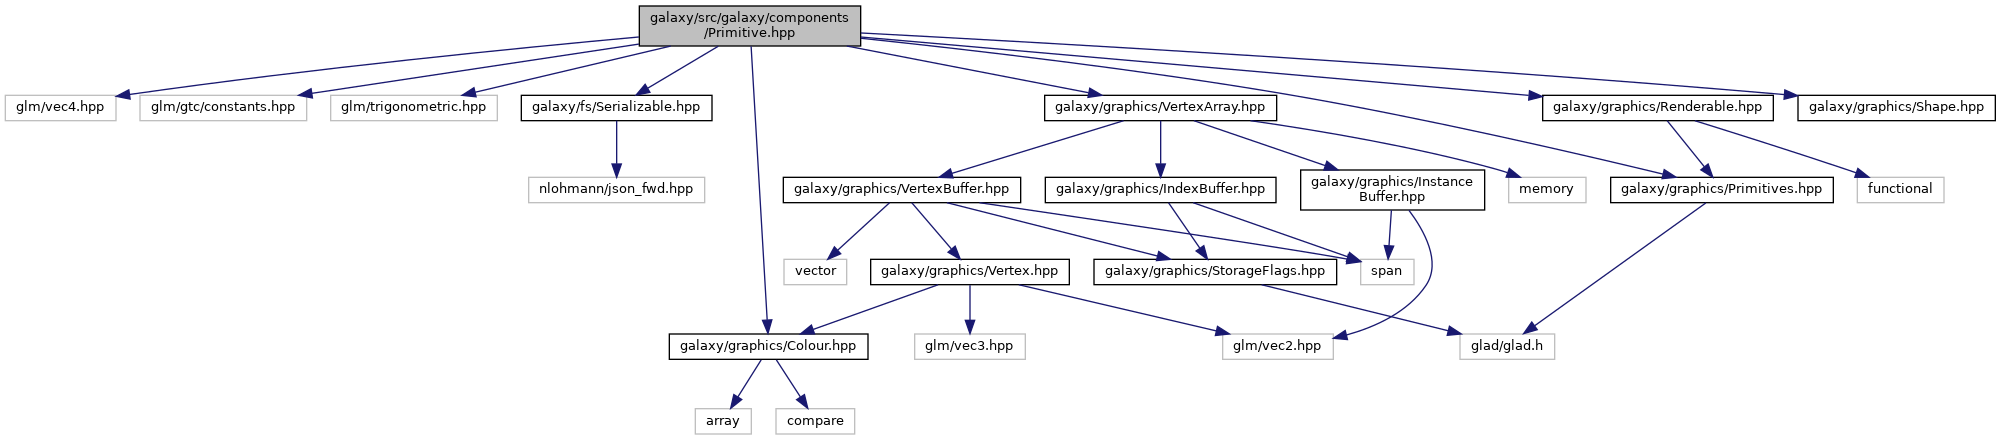 galaxy/src/galaxy/components
/Primitive.hpp
glm/vec4.hpp
glm/gtc/constants.hpp
glm/trigonometric.hpp
galaxy/fs/Serializable.hpp
galaxy/graphics/VertexArray.hpp
galaxy/graphics/Renderable.hpp
galaxy/graphics/Shape.hpp
nlohmann/json_fwd.hpp
galaxy/graphics/VertexBuffer.hpp
galaxy/graphics/IndexBuffer.hpp
galaxy/graphics/Instance
Buffer.hpp
memory
galaxy/graphics/Primitives.hpp
functional
vector
galaxy/graphics/Vertex.hpp
galaxy/graphics/StorageFlags.hpp
span
galaxy/graphics/Colour.hpp
glm/vec3.hpp
glm/vec2.hpp
glad/glad.h
array
compare